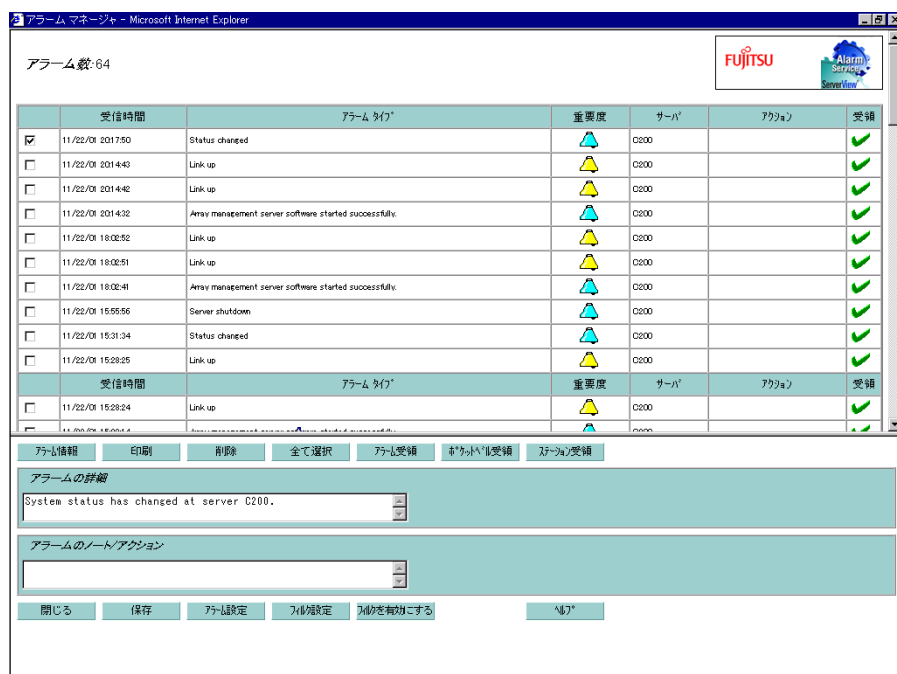 アラーム マネージャ - Microsoft Internet Explorer
アラーム数:64
FUJITSU
Alarm Service
ServerView
受信時間 アラーム タイプ 重要度 サーバ アクション 受領
11/22/01 20:17:50 Status changed C200
11/22/01 20:14:43 Link up C200
11/22/01 20:14:42 Link up C200
11/22/01 20:14:32 Array management server software started successfully. C200
11/22/01 18:02:52 Link up C200
11/22/01 18:02:51 Link up C200
11/22/01 18:02:41 Array management server software started successfully. C200
11/22/01 15:55:56 Server shutdown C200
11/22/01 15:31:34 Status changed C200
11/22/01 15:28:25 Link up C200
受信時間 アラーム タイプ 重要度 サーバ アクション 受領
11/22/01 15:28:24 Link up C200
アラーム情報 印刷 削除 全て選択 アラーム受領 ポケットベル受領 ステーション受領
アラームの詳細
System status has changed at server C200.
アラームのノート/アクション
閉じる 保存 アラーム設定 フィルタ設定 フィルタを有効にする ヘルプ